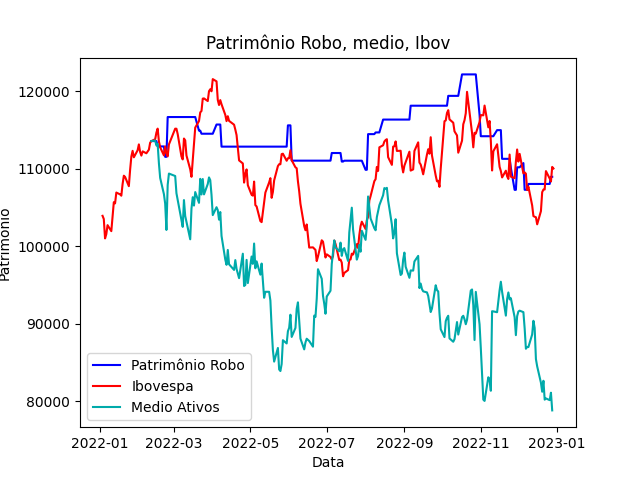 Patrimônio Robo, medio, Ibov
120000
110000
100000
90000
80000
Patrimonio
Patrimônio Robo
Ibovespa
Medio Ativos
2022-01
2022-03
2022-05
2022-07
2022-09
2022-11
2023-01
Data